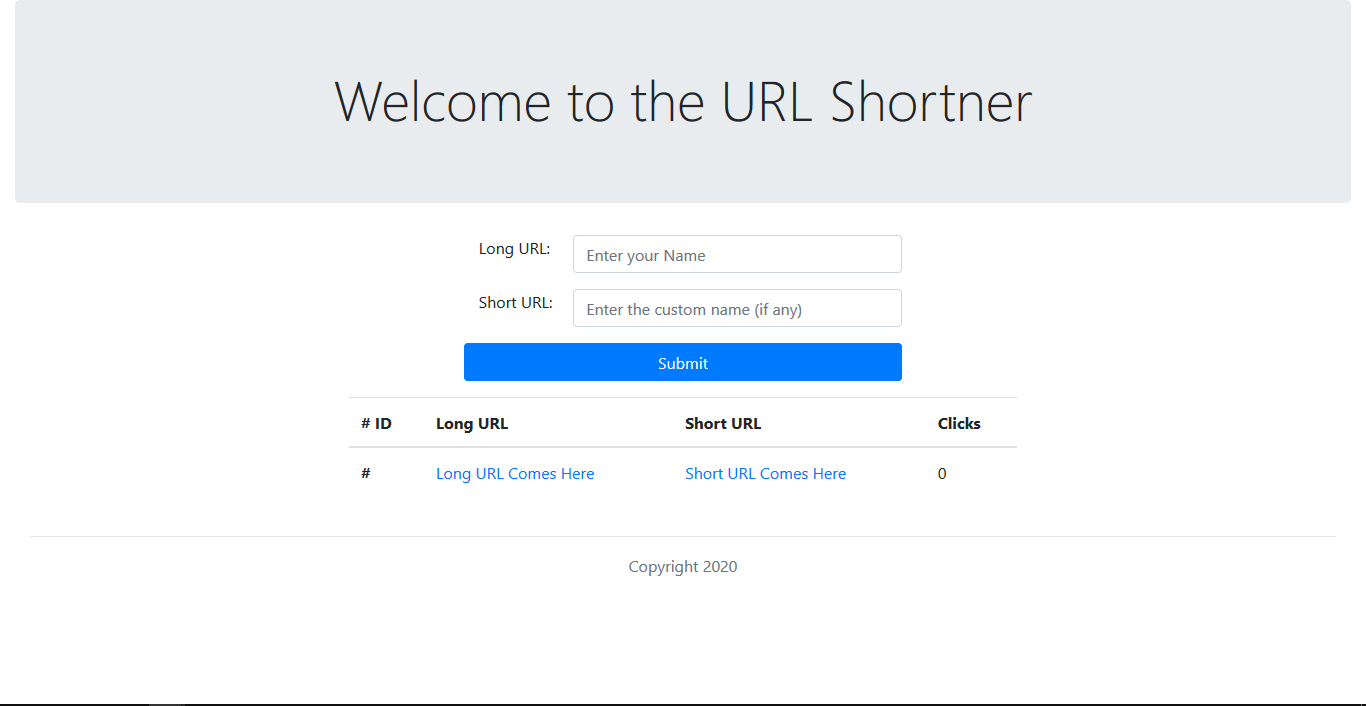 Welcome to the URL Shortner
Long URL: Enter your Name
Short URL: Enter the custom name (if any)
Submit
# ID Long URL Short URL Clicks
# Long URL Comes Here Short URL Comes Here 0
Copyright 2020